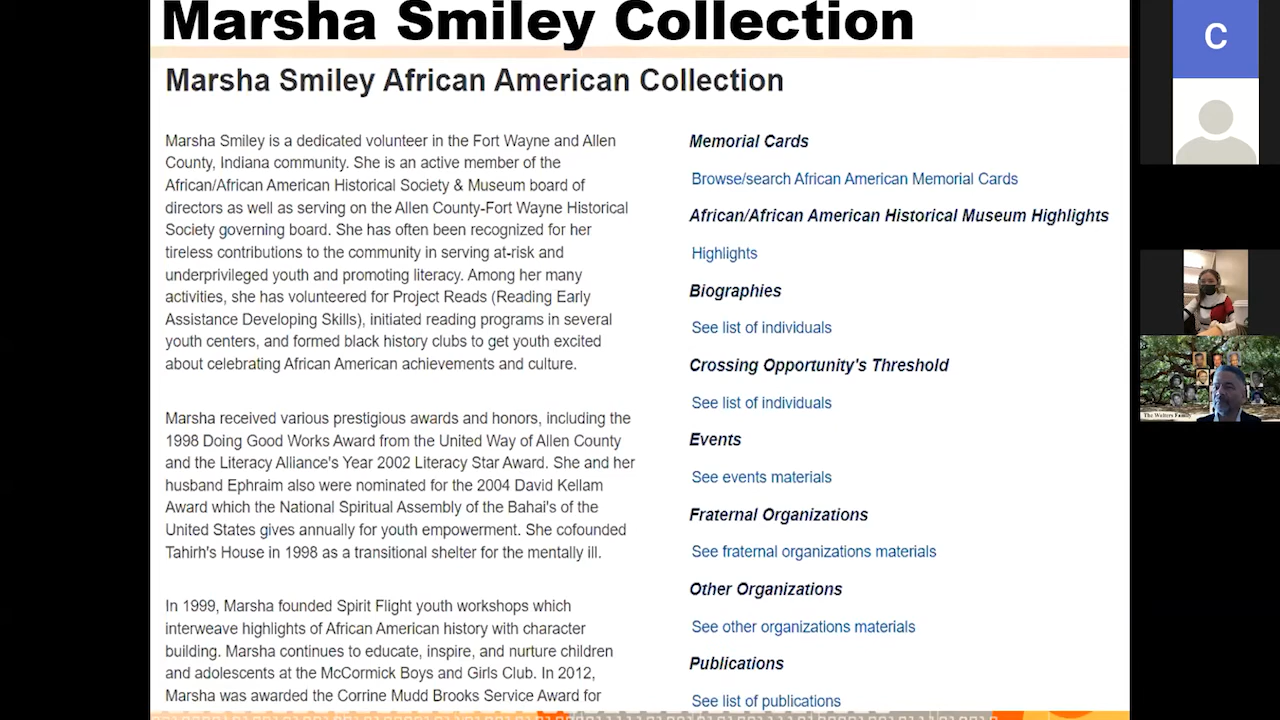 Marsha Smiley Collection
Marsha Smiley African American Collection
Marsha Smiley is a dedicated volunteer in the Fort Wayne and Allen
County, Indiana community. She is an active member of the
African/African American Historical Society & Museum board of
directors as well as serving on the Allen County-Fort Wayne Historical
Society governing board. She has often been recognized for her
tireless contributions to the community in serving at-risk and
underprivileged youth and promoting literacy. Among her many
activities, she has volunteered for Project Reads (Reading Early
Assistance Developing Skills), initiated reading programs in several
youth centers, and formed black history clubs to get youth excited
about celebrating African American achievements and culture.
Marsha received various prestigious awards and honors, including the
1998 Doing Good Works Award from the United Way of Allen County
and the Literacy Alliance's Year 2002 Literacy Star Award. She and her
husband Ephraim also were nominated for the 2004 David Kellam
Award which the National Spiritual Assembly of the Bahai's of the
United States gives annually for youth empowerment. She cofounded
Tahirh's House in 1998 as a transitional shelter for the mentally ill.
In 1999, Marsha founded Spirit Flight youth workshops which
interweave highlights of African American history with character
building. Marsha continues to educate, inspire, and nurture children
and adolescents at the McCormick Boys and Girls Club. In 2012,
Marsha was awarded the Corrine Mudd Brooks Service Award for
Memorial Cards
Browse/search African American Memorial Cards
African/African American Historical Museum Highlights
Highlights
Biographies
See list of individuals
Crossing Opportunity's Threshold
See list of individuals
Events
See events materials
Fraternal Organizations
See fraternal organizations materials
Other Organizations
See other organizations materials
Publications
See list of publications
C
The Wolters Family